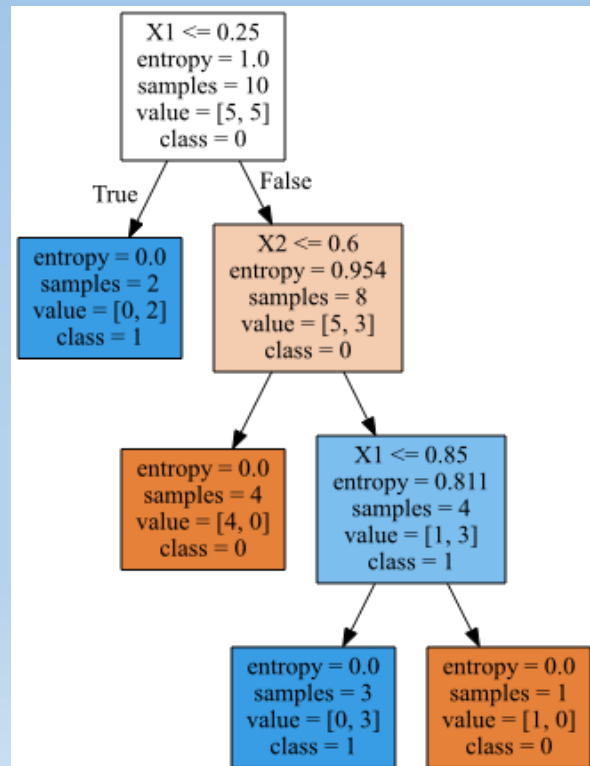 X1 <= 0.25
entropy = 1.0
samples = 10
value = [5, 5]
class = 0
True
False
entropy = 0.0
samples = 2
value = [0, 2]
class = 1
X2 <= 0.6
entropy = 0.954
samples = 8
value = [5, 3]
class = 0
entropy = 0.0
samples = 4
value = [4, 0]
class = 0
X1 <= 0.85
entropy = 0.811
samples = 4
value = [1, 3]
class = 1
entropy = 0.0
samples = 3
value = [0, 3]
class = 1
entropy = 0.0
samples = 1
value = [1, 0]
class = 0